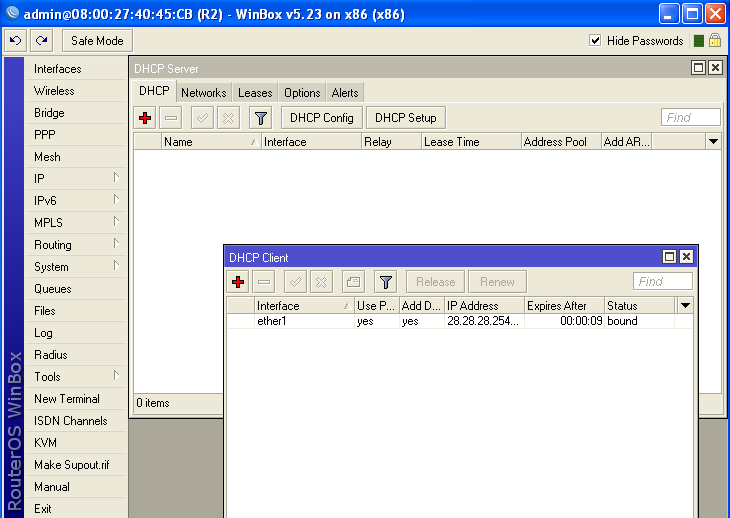 admin@08:00:27:40:45:CB (R2) - WinBox v5.23 on x86 (x86)
Safe Mode
Hide Passwords
Interfaces
Wireless
Bridge
PPP
Mesh
IP
IPv6
MPLS
Routing
System
Queues
Files
Log
Radius
Tools
New Terminal
ISDN Channels
KVM
Make Supout.rif
Manual
Exit
RouterOS WinBox
DHCP Server
DHCP Networks Leases Options Alerts
DHCP Config DHCP Setup Find
Name Interface Relay Lease Time Address Pool Add AR...
0 items
DHCP Client
Release Renew Find
Interface Use P... Add D... IP Address Expires After Status
ether1 yes yes 28.28.28.254... 00:00:09 bound